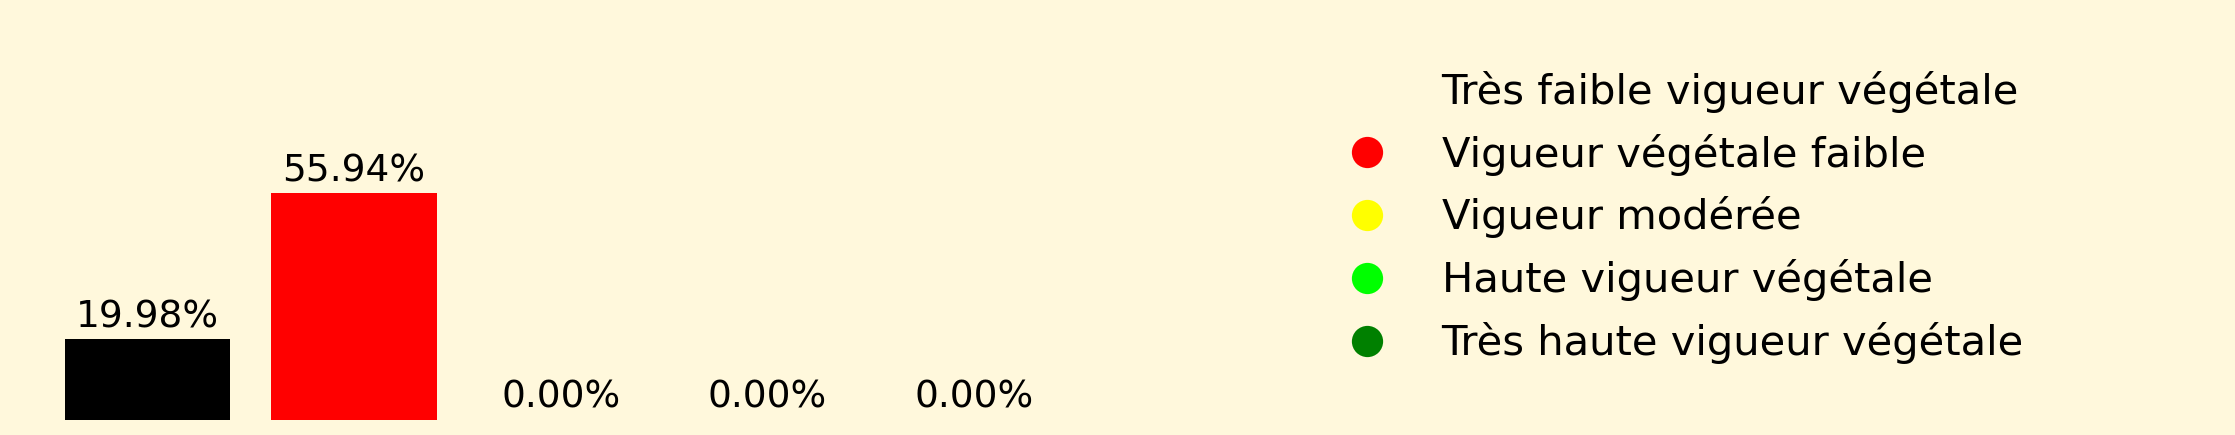 19.98%
55.94%
0.00%
0.00%
0.00%
Très faible vigueur végétale
Vigueur végétale faible
Vigueur modérée
Haute vigueur végétale
Très haute vigueur végétale